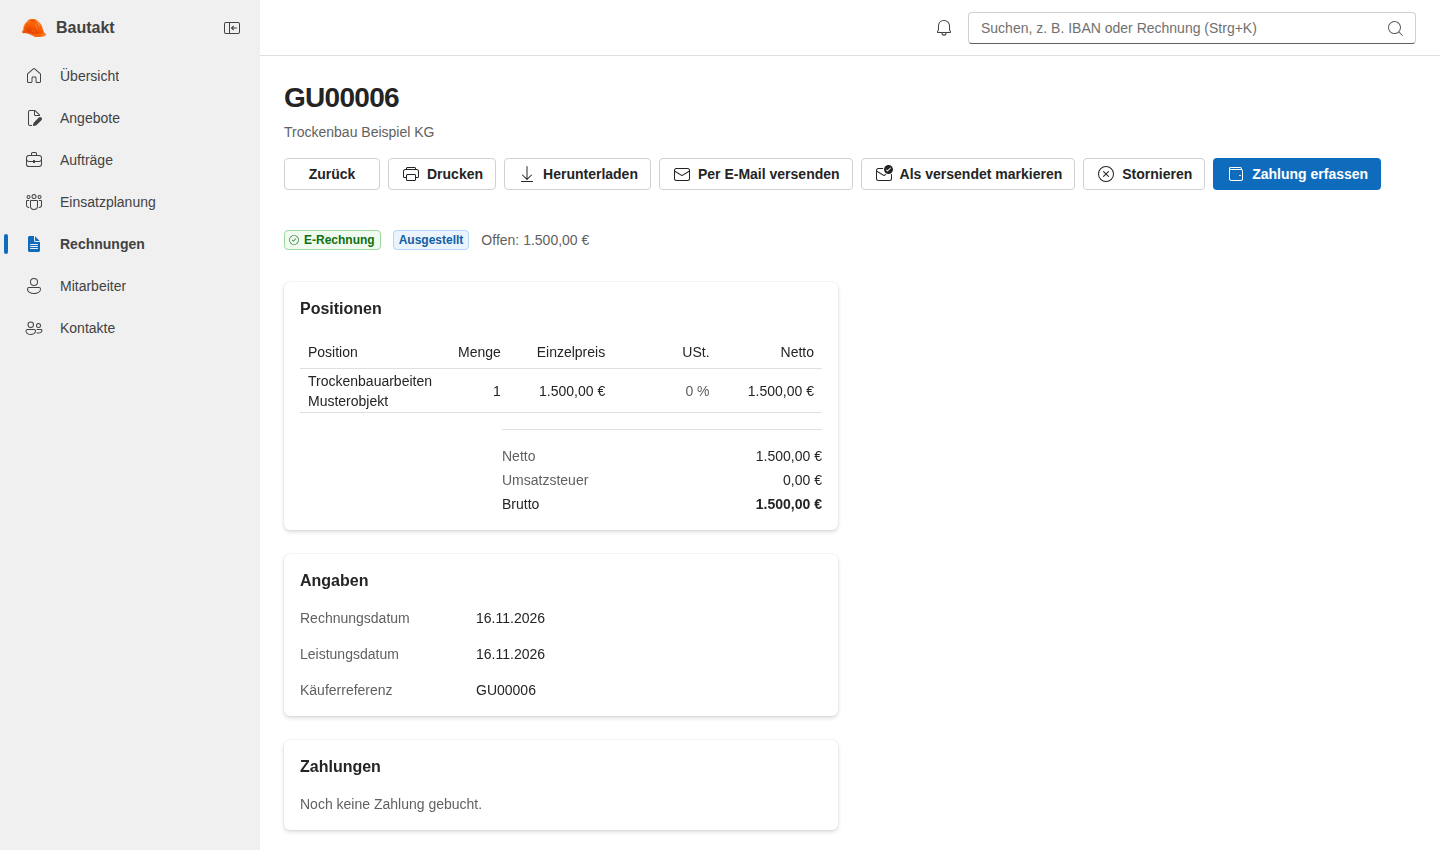 Bautakt
Suchen, z. B. IBAN oder Rechnung (Strg+K)
Übersicht
Angebote
Aufträge
Einsatzplanung
Rechnungen
Mitarbeiter
Kontakte
GU00006
Trockenbau Beispiel KG
Zurück Drucken Herunterladen Per E-Mail versenden Als versendet markieren Stornieren Zahlung erfassen
E-Rechnung Ausgestellt Offen: 1.500,00 €
Positionen
Position Menge Einzelpreis USt. Netto
Trockenbauarbeiten
Musterobjekt 1 1.500,00 € 0 % 1.500,00 €
Netto 1.500,00 €
Umsatzsteuer 0,00 €
Brutto 1.500,00 €
Angaben
Rechnungsdatum 16.11.2026
Leistungsdatum 16.11.2026
Käuferreferenz GU00006
Zahlungen
Noch keine Zahlung gebucht.